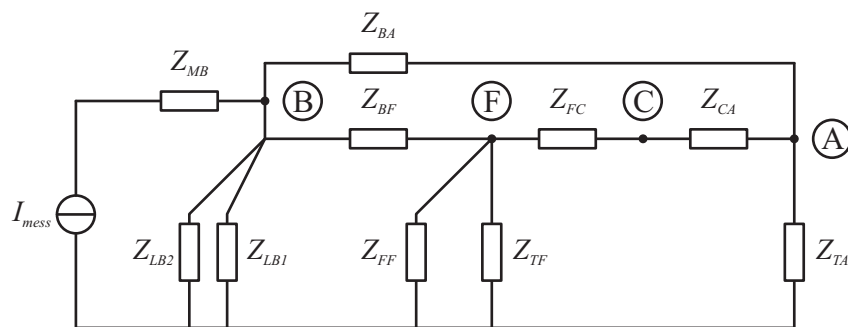 Z_BA
Z_MB
B
Z_BF
F
Z_FC
C
Z_CA
A
I_mess
Z_LB2
Z_LB1
Z_FF
Z_TF
Z_TA